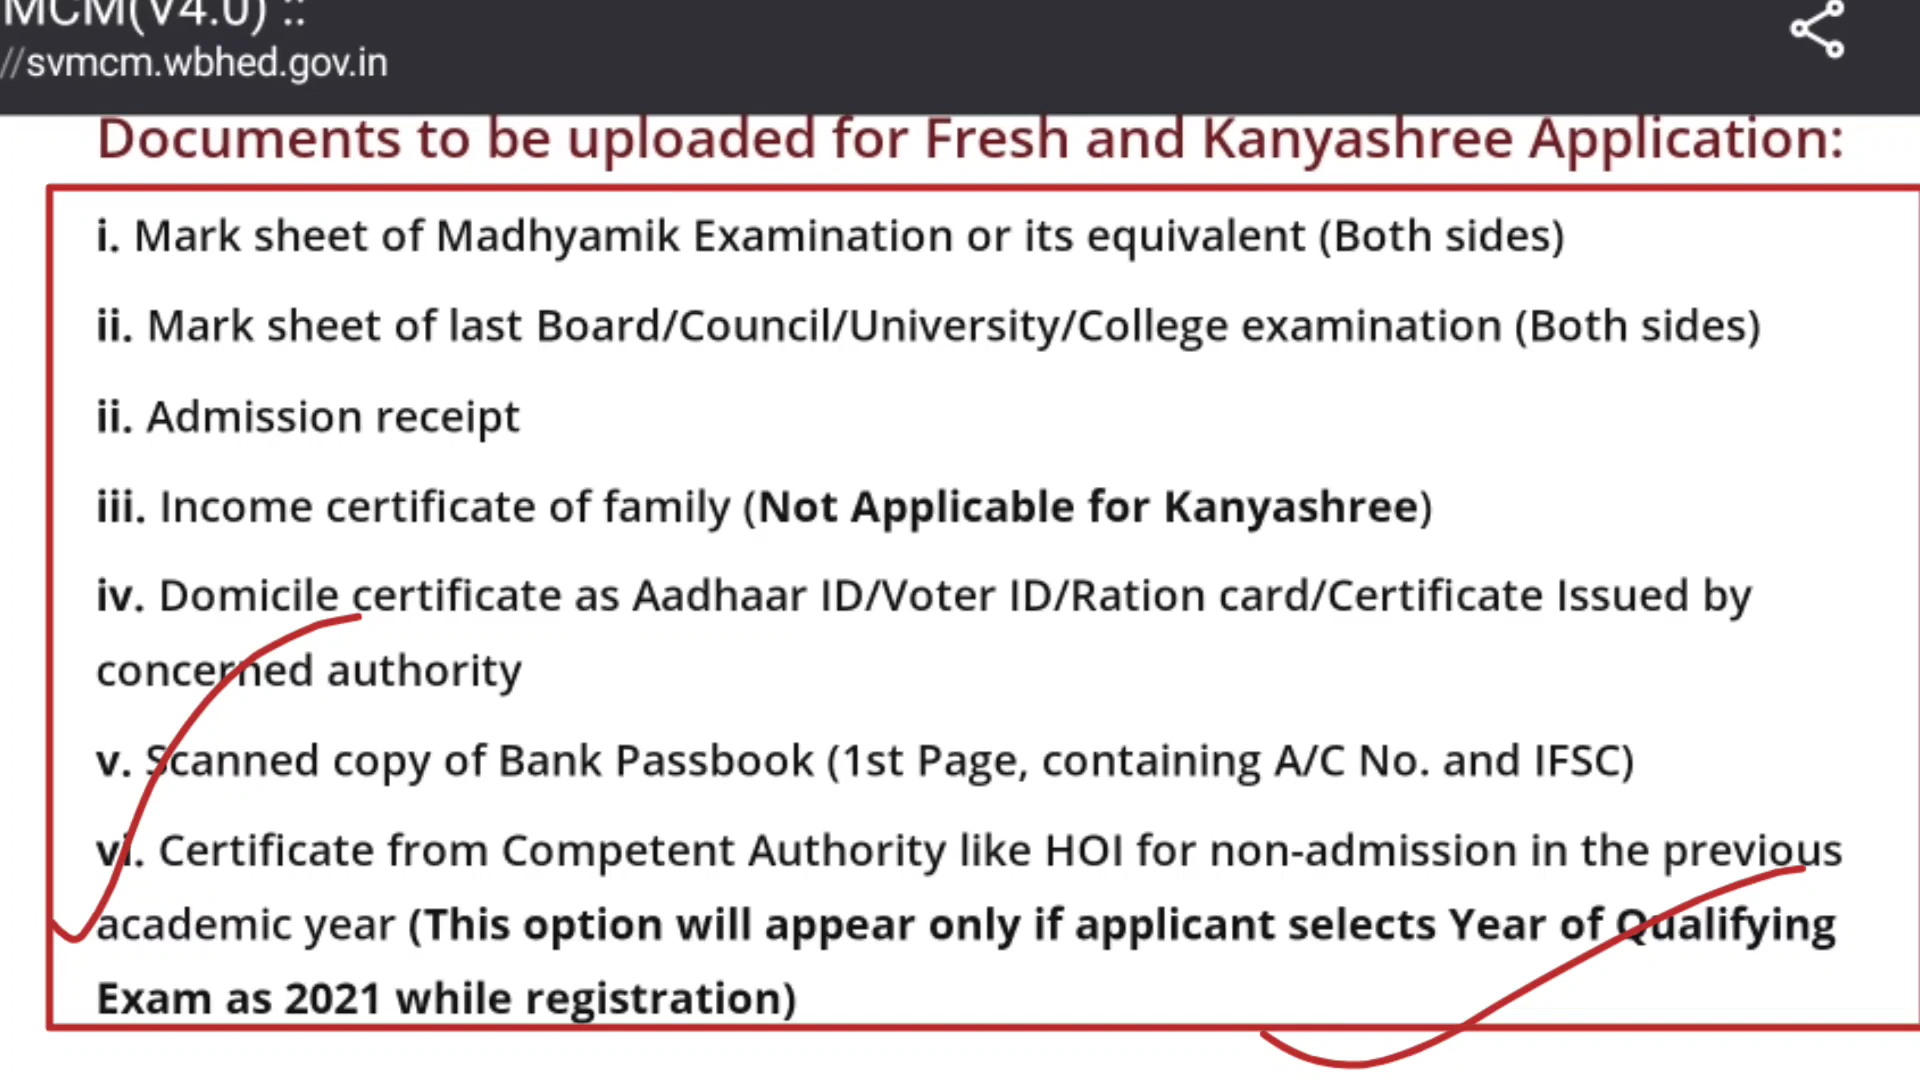 MCM(V4.0) ::
//svmcm.wbhed.gov.in
Documents to be uploaded for Fresh and Kanyashree Application:
i. Mark sheet of Madhyamik Examination or its equivalent (Both sides)
ii. Mark sheet of last Board/Council/University/College examination (Both sides)
ii. Admission receipt
iii. Income certificate of family (Not Applicable for Kanyashree)
iv. Domicile certificate as Aadhaar ID/Voter ID/Ration card/Certificate Issued by
concerned authority
v. Scanned copy of Bank Passbook (1st Page, containing A/C No. and IFSC)
vi. Certificate from Competent Authority like HOI for non-admission in the previous
academic year (This option will appear only if applicant selects Year of Qualifying
Exam as 2021 while registration)